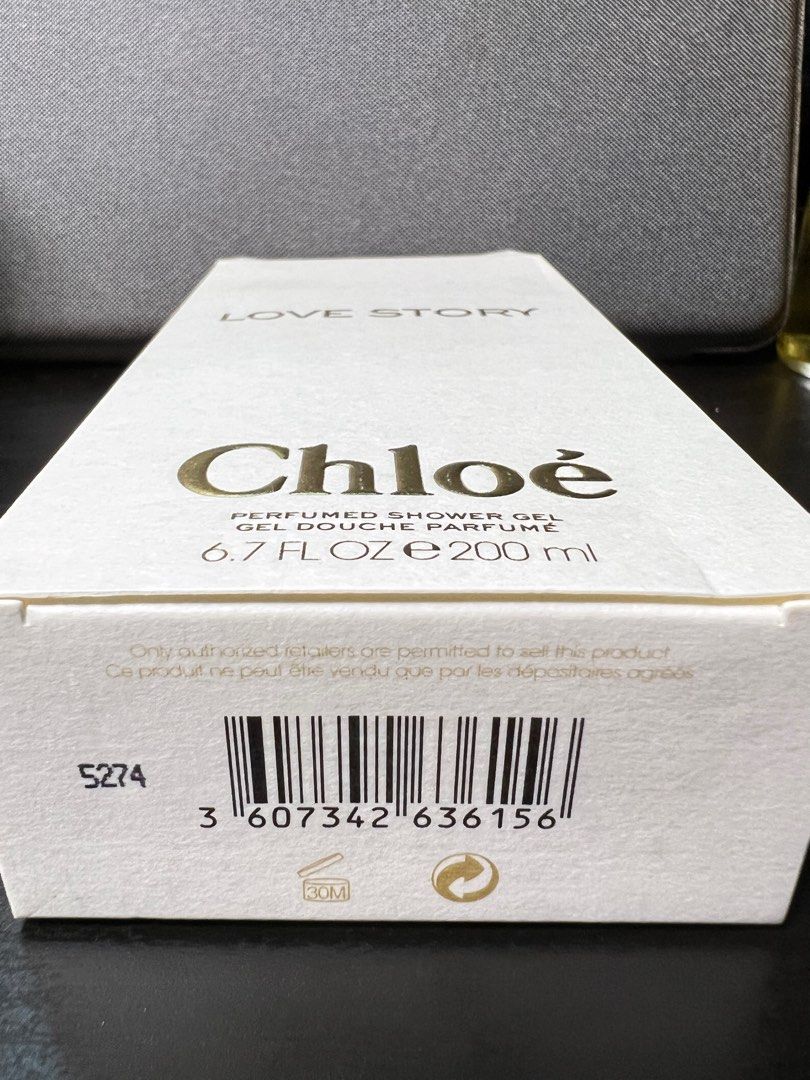 LOVE STORY
Chloé
PERFUMED SHOWER GEL
GEL DOUCHE PARFUMÉ
6.7 FL OZ e 200 ml
Only authorized retailers are permitted to sell this product
Ce produit ne peut être vendu que par les dépositaires agréés
5274
3 607342 636156
30M